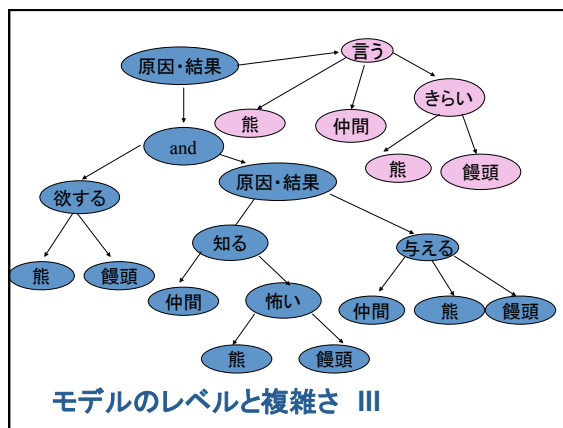 言う
原因・結果
きらい
熊
仲間
and
熊
饅頭
原因・結果
欲する
知る
与える
熊
饅頭
仲間
怖い
仲間
熊
饅頭
熊
饅頭
モデルのレベルと複雑さ III